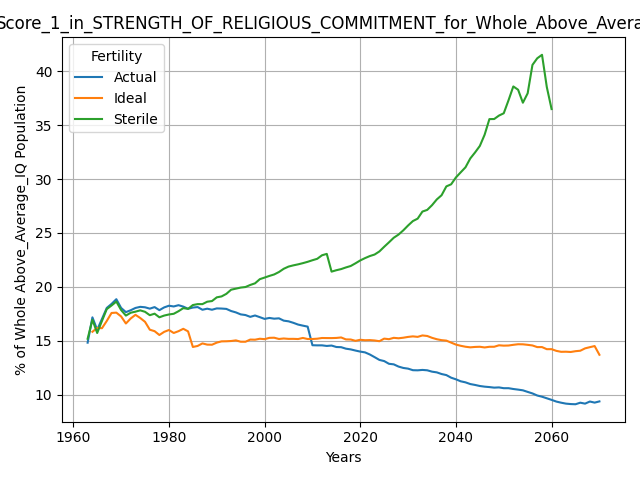 Score_1_in_STRENGTH_OF_RELIGIOUS_COMMITMENT_for_Whole_Above_Avera
Fertility
Actual
Ideal
Sterile
% of Whole Above_Average_IQ Population
40
35
30
25
20
15
10
1960 1980 2000 2020 2040 2060
Years